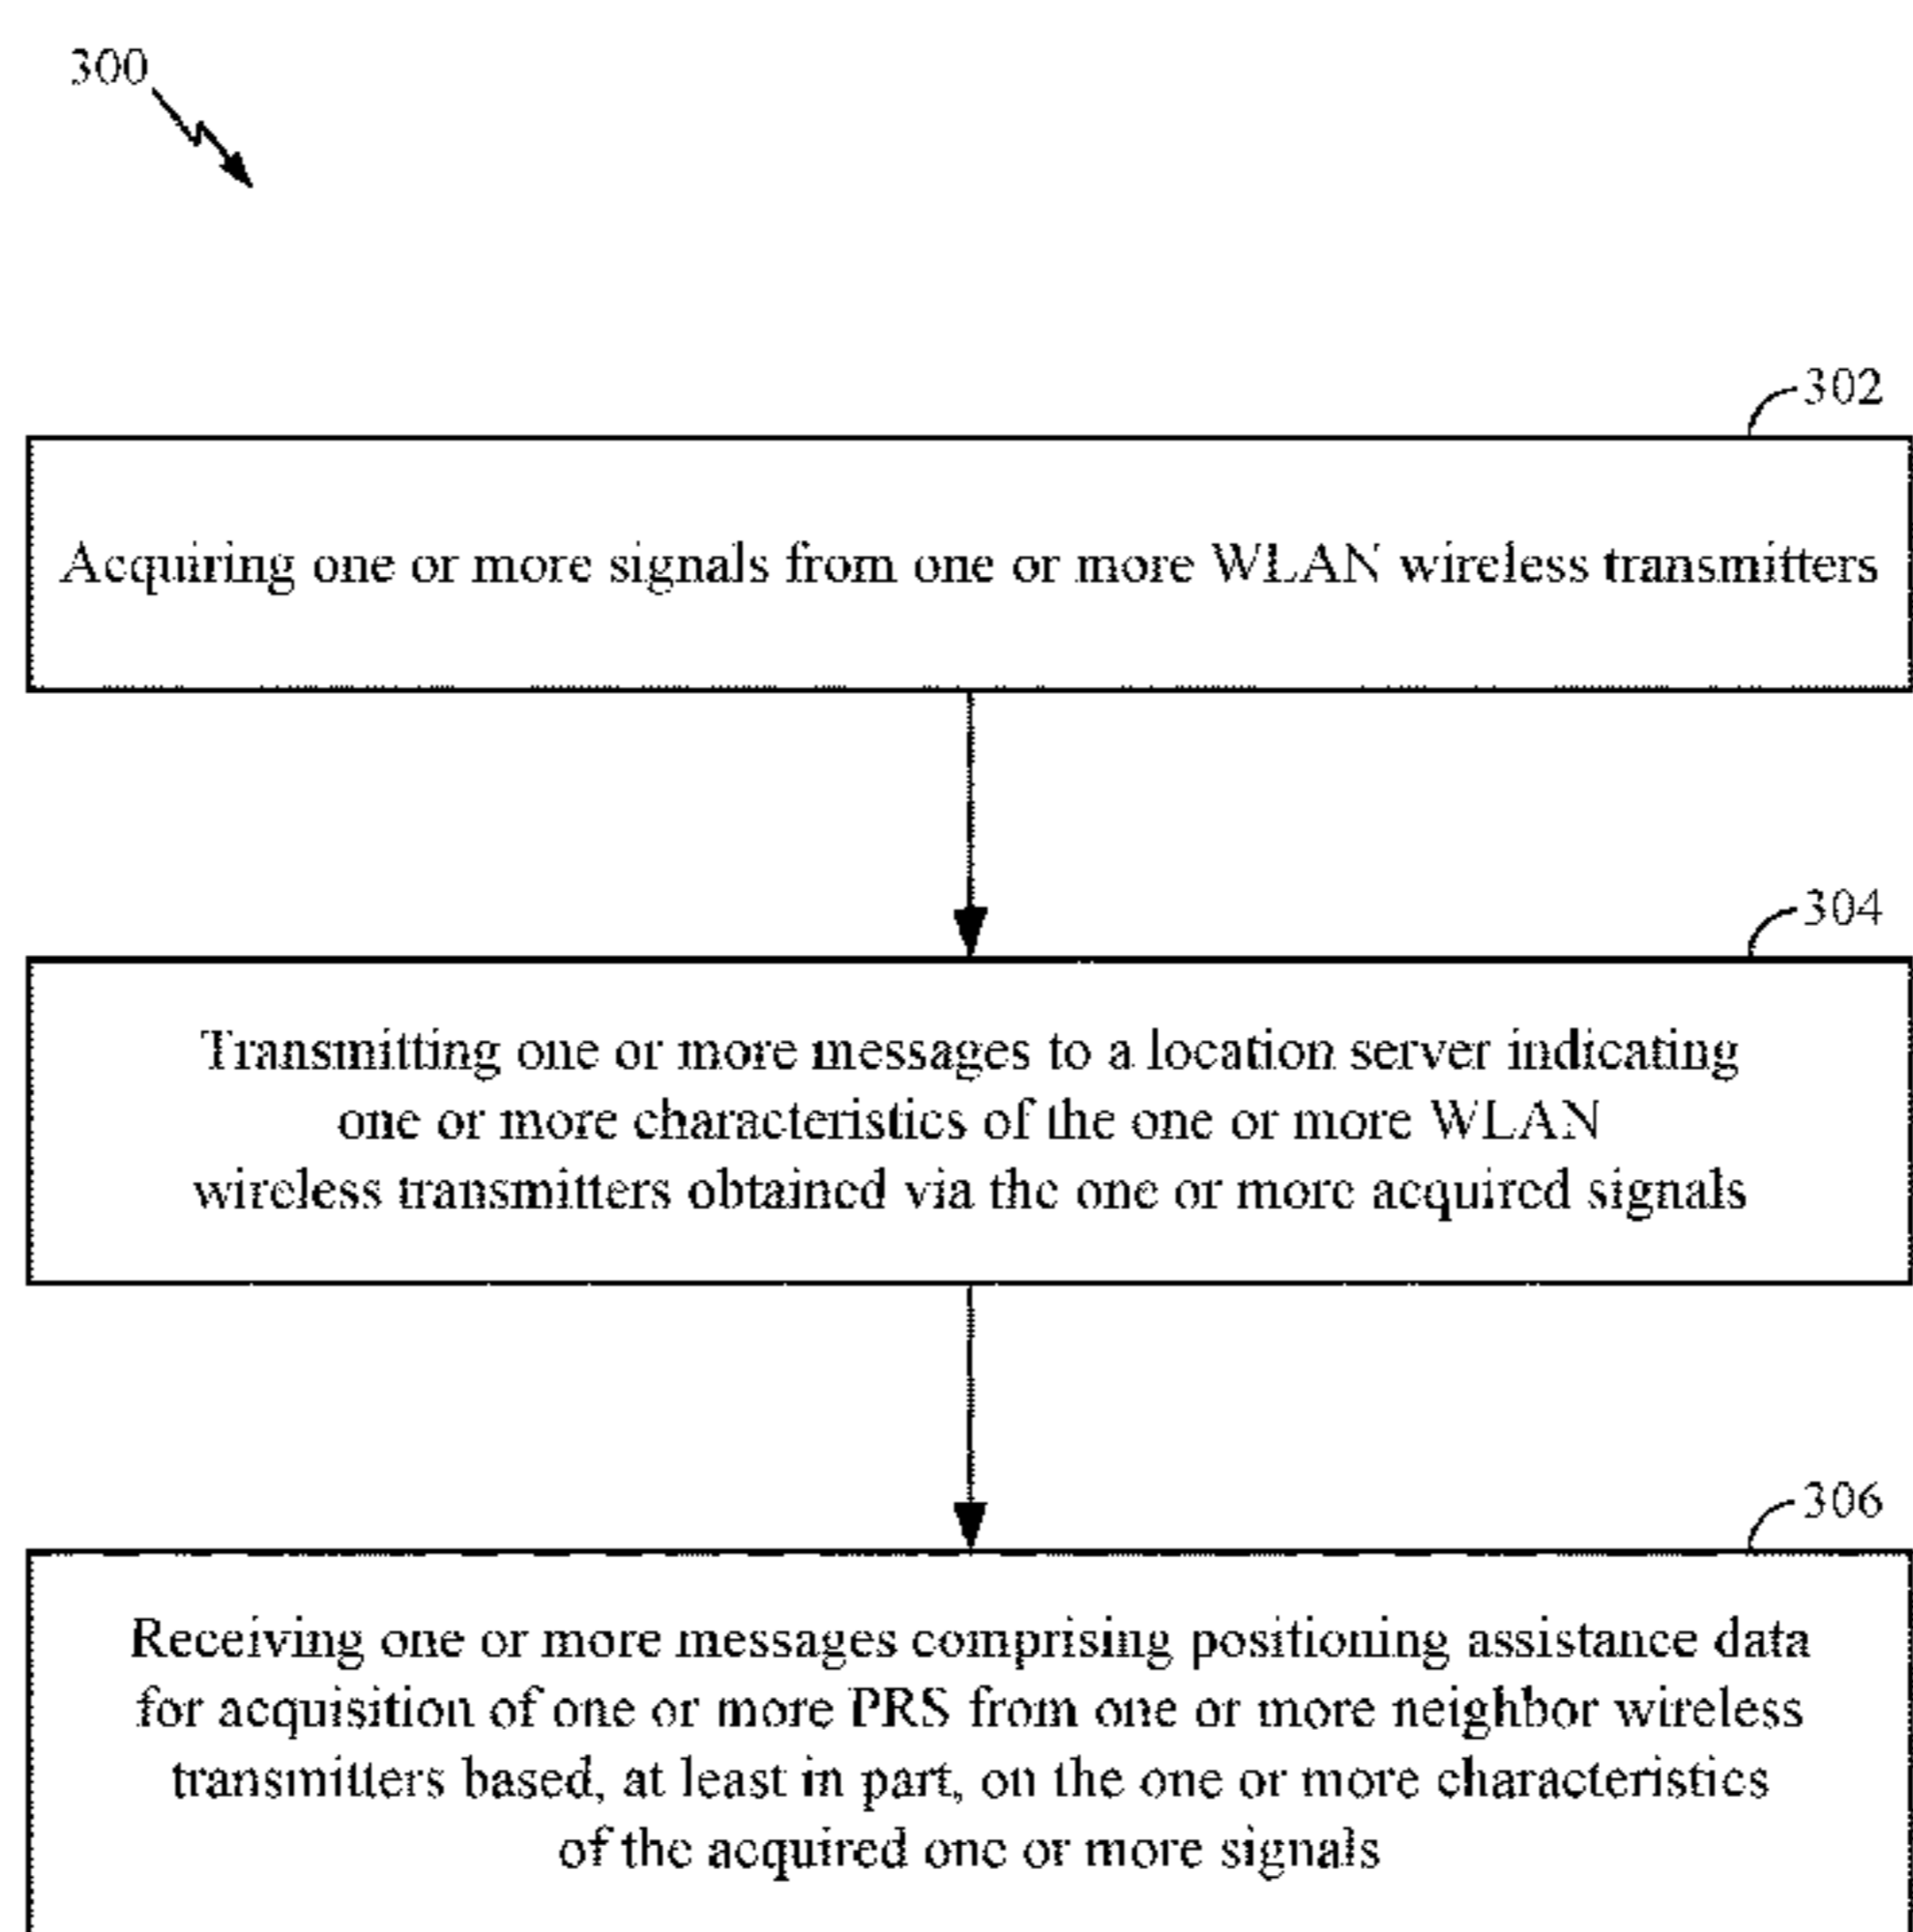 300
302
Acquiring one or more signals from one or more WLAN wireless transmitters
304
Transmitting one or more messages to a location server indicating
one or more characteristics of the one or more WLAN
wireless transmitters obtained via the one or more acquired signals
306
Receiving one or more messages comprising positioning assistance data
for acquisition of one or more PRS from one or more neighbor wireless
transmitters based, at least in part, on the one or more characteristics
of the acquired one or more signals